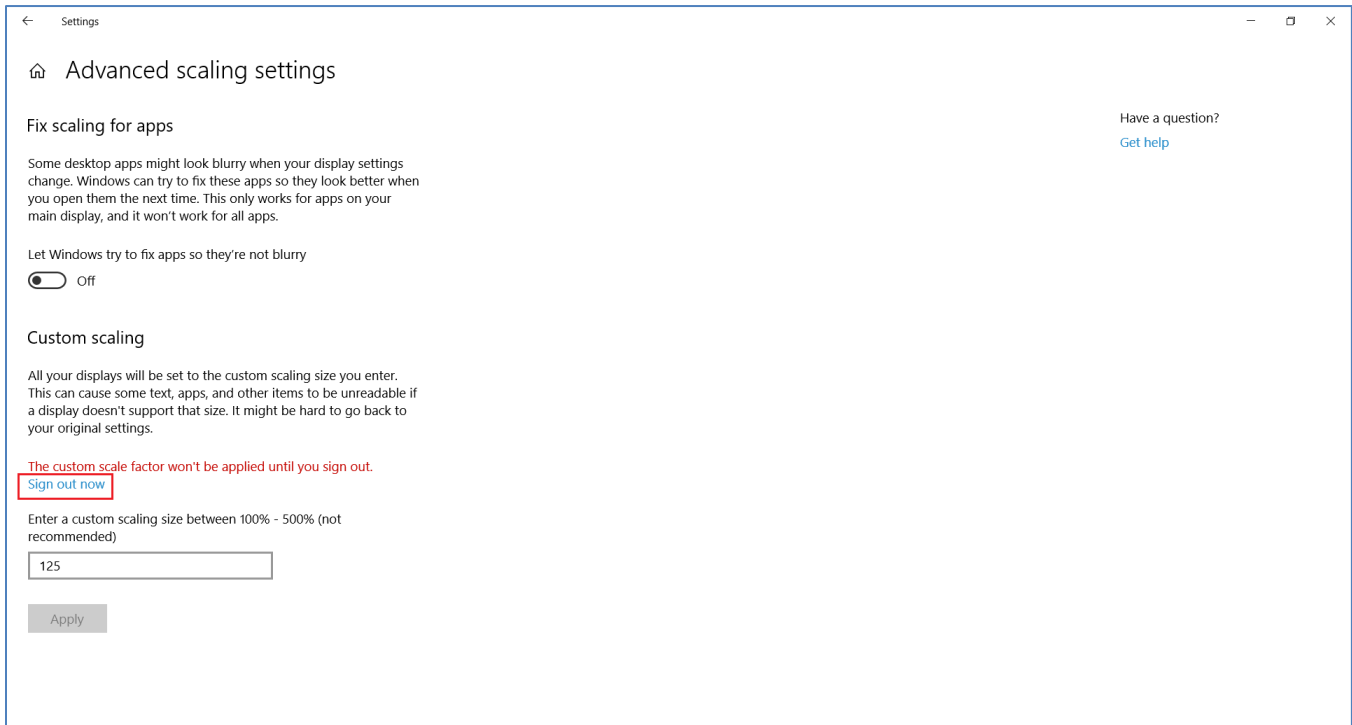 Settings
Advanced scaling settings
Fix scaling for apps
Some desktop apps might look blurry when your display settings
change. Windows can try to fix these apps so they look better when
you open them the next time. This only works for apps on your
main display, and it won't work for all apps.
Let Windows try to fix apps so they're not blurry
Off
Custom scaling
All your displays will be set to the custom scaling size you enter.
This can cause some text, apps, and other items to be unreadable if
a display doesn't support that size. It might be hard to go back to
your original settings.
The custom scale factor won't be applied until you sign out.
Sign out now
Enter a custom scaling size between 100% - 500% (not
recommended)
125
Apply
Have a question?
Get help